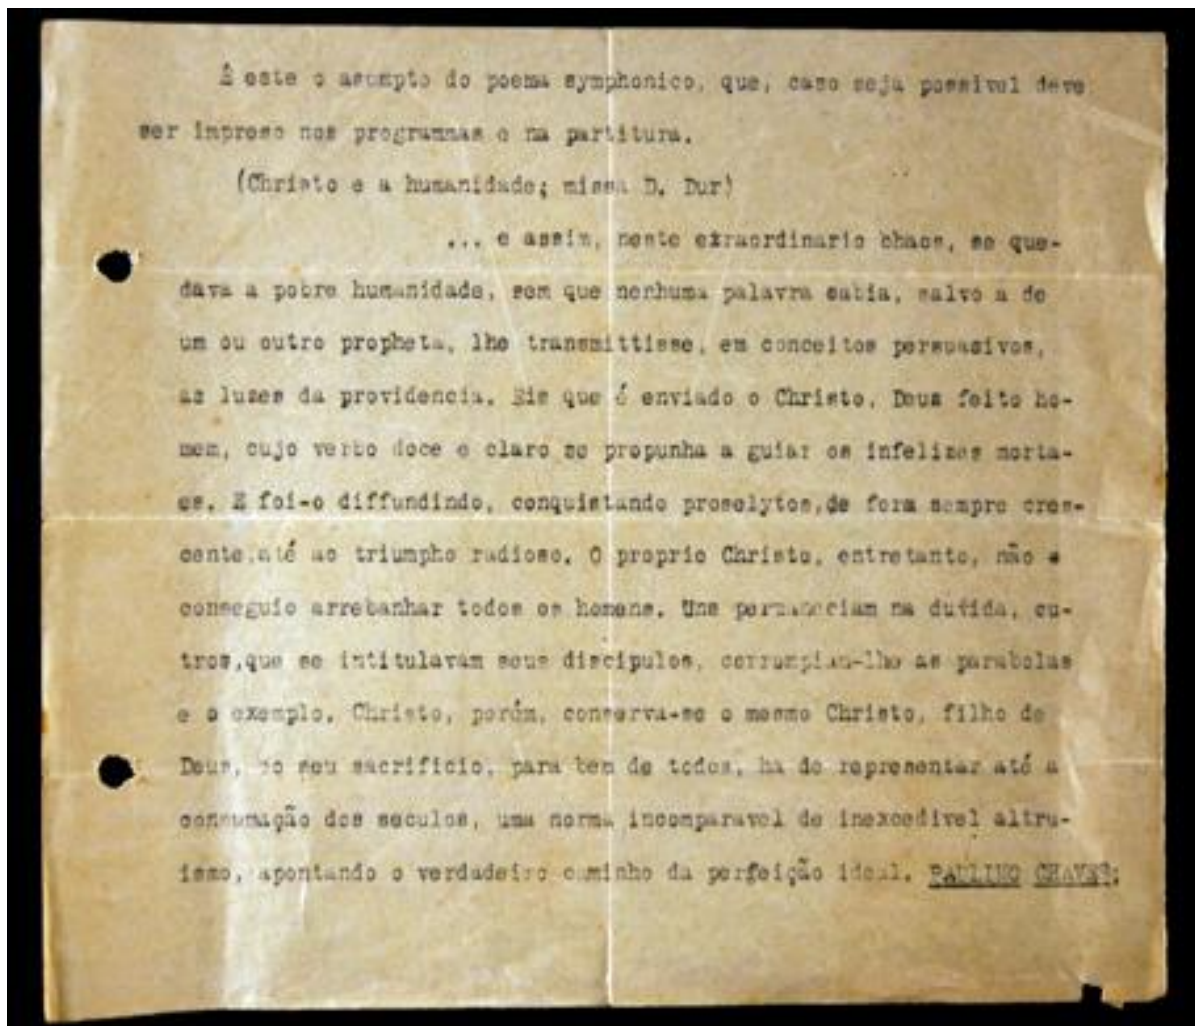 É este o assumpto do poema symphonico, que, caso seja possivel deve
ser impreso nos programmas e na partitura.
(Christo e a humanidade; missa D. Dur)
... e assim, neste exraordinario chaos, se que-
dava a pobre humanidade, sem que nenhuma palavra sabia, salvo a de
um ou outro propheta, lhe transmittisse, em conceitos persuasivos,
as luzes da providencia. Eis que é enviado o Christo, Deus feito ho-
mem, cujo verbo doce e claro se propunha a guiar os infelizes morta-
es. E foi-o diffundindo, conquistando proselytos,de form sempre cres-
cente,até ao triumpho radioso. O proprio Christo, entretanto, não
conseguio arrebanhar todos os homens. Uns permaneciam na duvida, ou-
tros,que se intitulavam seus discipulos, corrompiam-lhe as parabolas
e o exemplo. Christo, porém, conserva-se o mesmo Christo, filho de
Deus, o seu sacrificio, para bem de todos, ha de representar até a
consumação dos seculos, uma norma incomparavel de inexcedivel altru-
ismo, apontando o verdadeiro caminho da perfeição ideal. PAULINO CHAVES.